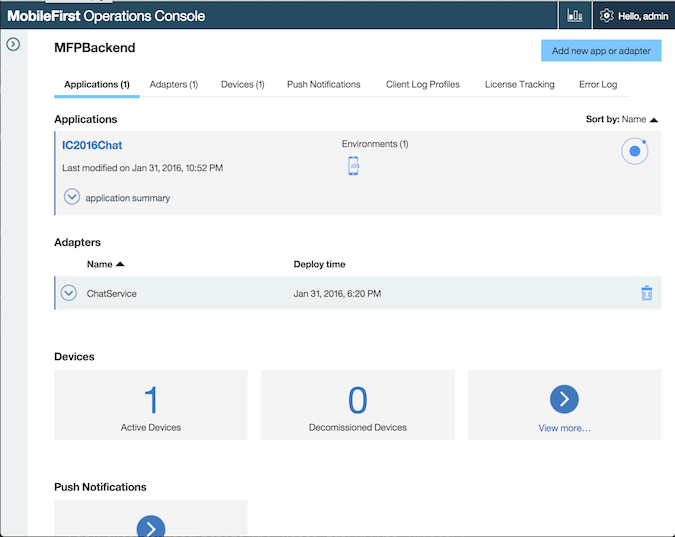 MobileFirst Operations Console
Hello, admin
MFPBackend
Add new app or adapter
Applications (1) Adapters (1) Devices (1) Push Notifications Client Log Profiles License Tracking Error Log
Applications
Sort by: Name
IC2016Chat
Environments (1)
iOS
Last modified on Jan 31, 2016, 10:52 PM
application summary
Adapters
Name Deploy time
ChatService Jan 31, 2016, 6:20 PM
Devices
1 0
Active Devices Decomissioned Devices View more...
Push Notifications